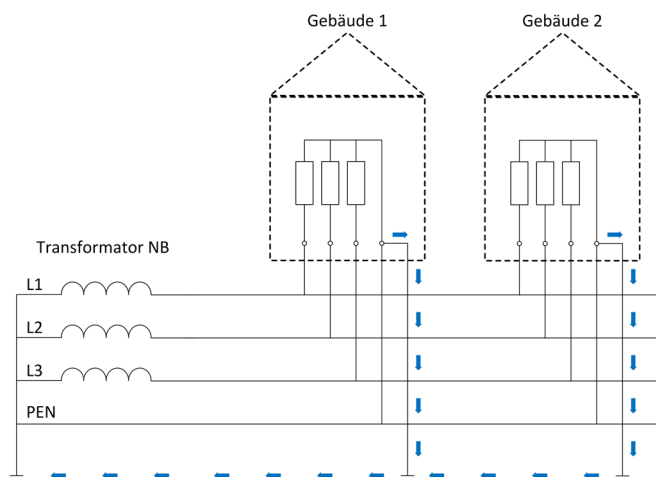 Gebäude 1
Gebäude 2
Transformator NB
L1
L2
L3
PEN